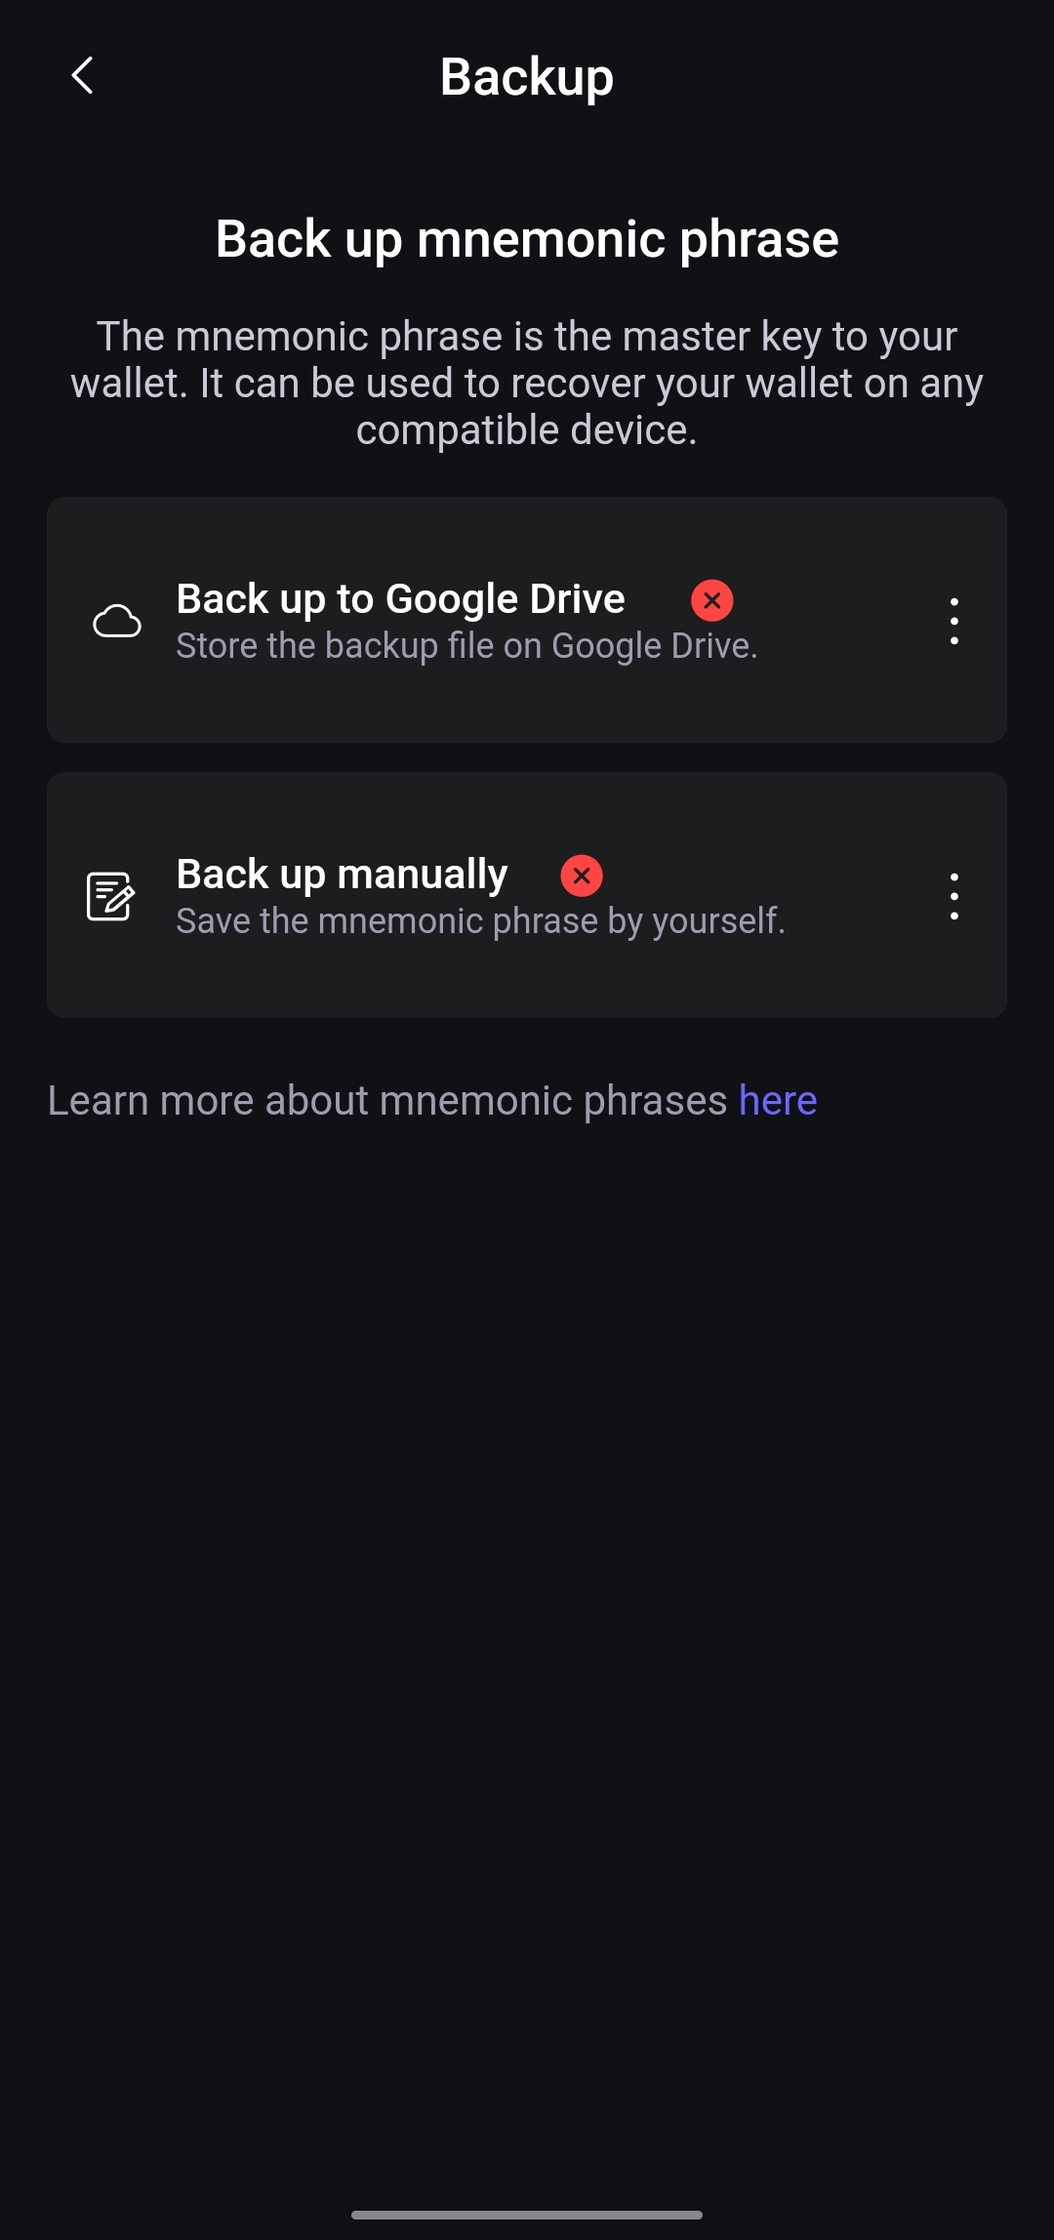 Backup
Back up mnemonic phrase
The mnemonic phrase is the master key to your
wallet. It can be used to recover your wallet on any
compatible device.
Back up to Google Drive
Store the backup file on Google Drive.
Back up manually
Save the mnemonic phrase by yourself.
Learn more about mnemonic phrases here